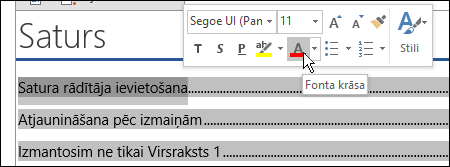 Saturs
Segoe UI (Pan 11 A A A
T S P ab A Stili
Fonta krāsa
Satura rādītāja ievietošana
Atjaunināšana pēc izmaiņām
Izmantosim ne tikai Virsraksts 1